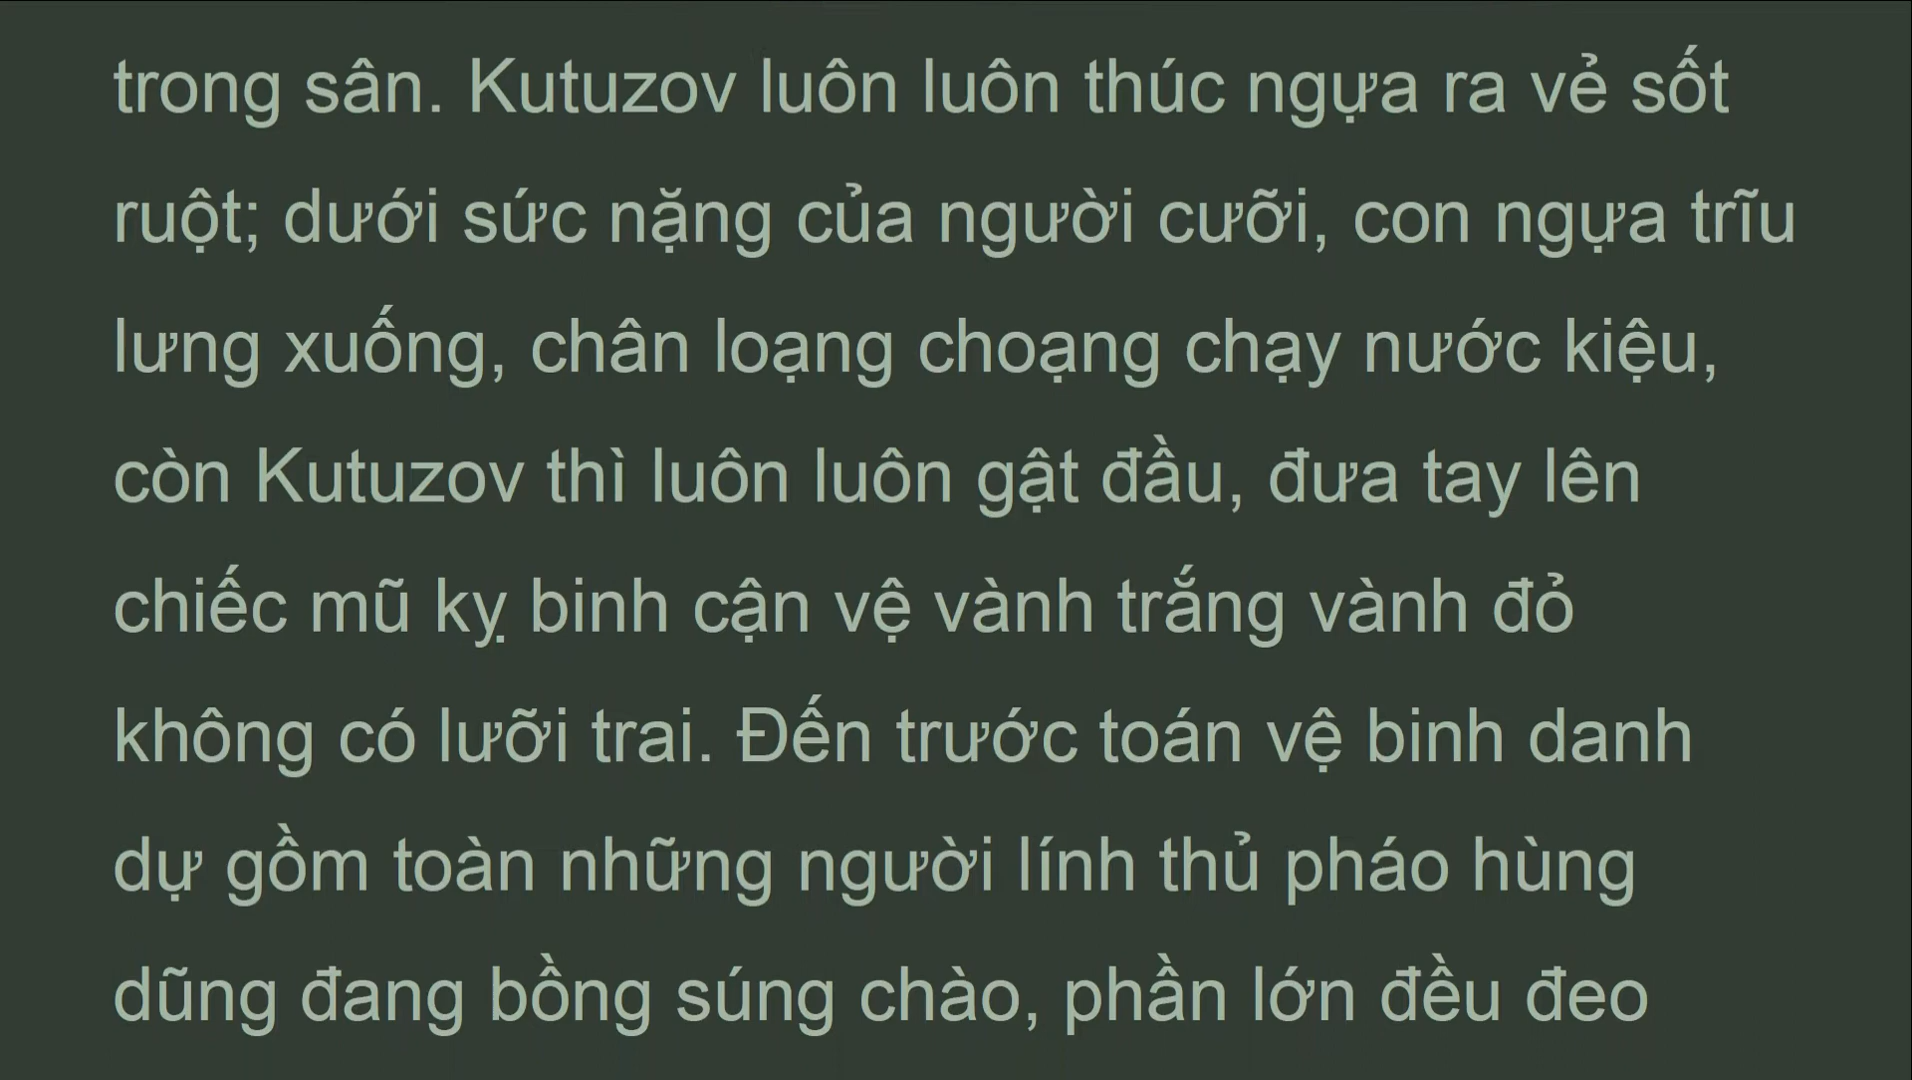 trong sân. Kutuzov luôn luôn thúc ngựa ra vẻ sốt
ruột; dưới sức nặng của người cưỡi, con ngựa trĩu
lưng xuống, chân loạng choạng chạy nước kiệu,
còn Kutuzov thì luôn luôn gật đầu, đưa tay lên
chiếc mũ kỵ binh cận vệ vành trắng vành đỏ
không có lưỡi trai. Đến trước toán vệ binh danh
dự gồm toàn những người lính thủ pháo hùng
dũng đang bồng súng chào, phần lớn đều đeo